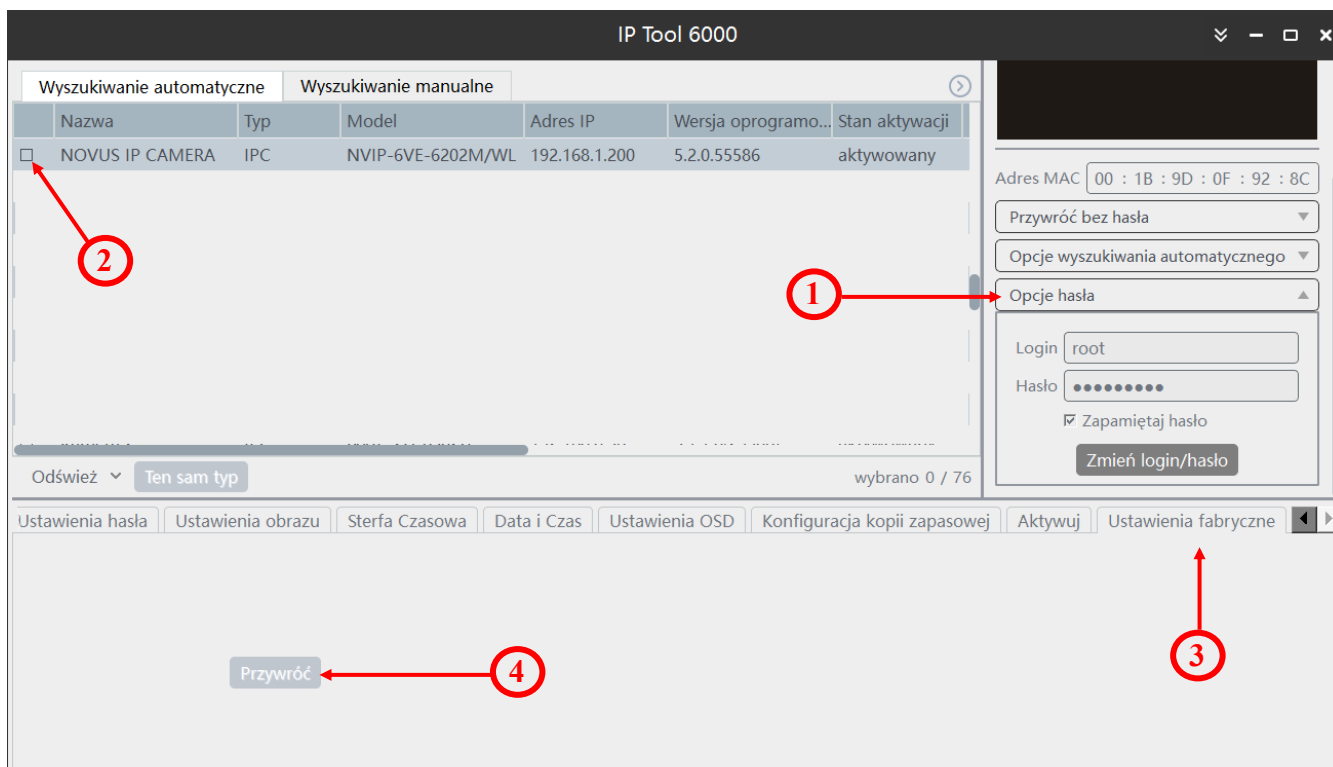 IP Tool 6000
Wyszukiwanie automatyczne Wyszukiwanie manualne
Nazwa Typ Model Adres IP Wersja oprogramo... Stan aktywacji
NOVUS IP CAMERA IPC NVIP-6VE-6202M/WL 192.168.1.200 5.2.0.55586 aktywowany
2
Odśwież Ten sam typ wybrano 0 / 76
Adres MAC 00 : 1B : 9D : 0F : 92 : 8C
Przywróć bez hasła
Opcje wyszukiwania automatycznego
1
Opcje hasła
Login root
Hasło ●●●●●●●●●
Zapamiętaj hasło
Zmień login/hasło
Ustawienia hasła Ustawienia obrazu Sterfa Czasowa Data i Czas Ustawienia OSD Konfiguracja kopii zapasowej Aktywuj Ustawienia fabryczne
3
Przywróć 4